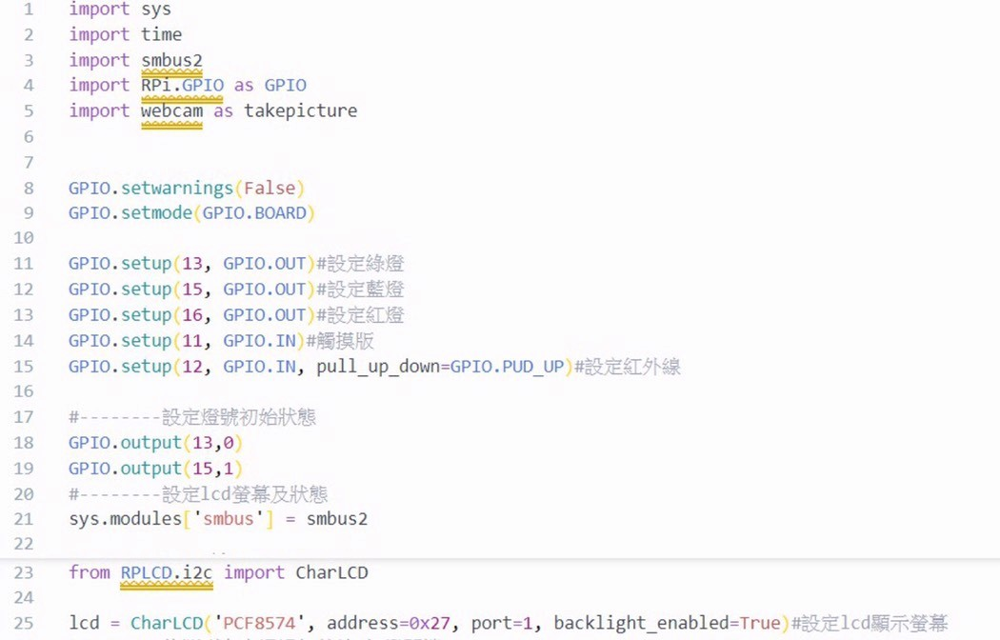 1 import sys
2 import time
3 import smbus2
4 import RPi.GPIO as GPIO
5 import webcam as takepicture
6
7
8 GPIO.setwarnings(False)
9 GPIO.setmode(GPIO.BOARD)
10
11 GPIO.setup(13, GPIO.OUT)#設定綠燈
12 GPIO.setup(15, GPIO.OUT)#設定藍燈
13 GPIO.setup(16, GPIO.OUT)#設定紅燈
14 GPIO.setup(11, GPIO.IN)#觸摸版
15 GPIO.setup(12, GPIO.IN, pull_up_down=GPIO.PUD_UP)#設定紅外線
16
17 #--------設定燈號初始狀態
18 GPIO.output(13,0)
19 GPIO.output(15,1)
20 #--------設定lcd螢幕及狀態
21 sys.modules['smbus'] = smbus2
22
23 from RPLCD.i2c import CharLCD
24
25 lcd = CharLCD('PCF8574', address=0x27, port=1, backlight_enabled=True)#設定lcd顯示螢幕